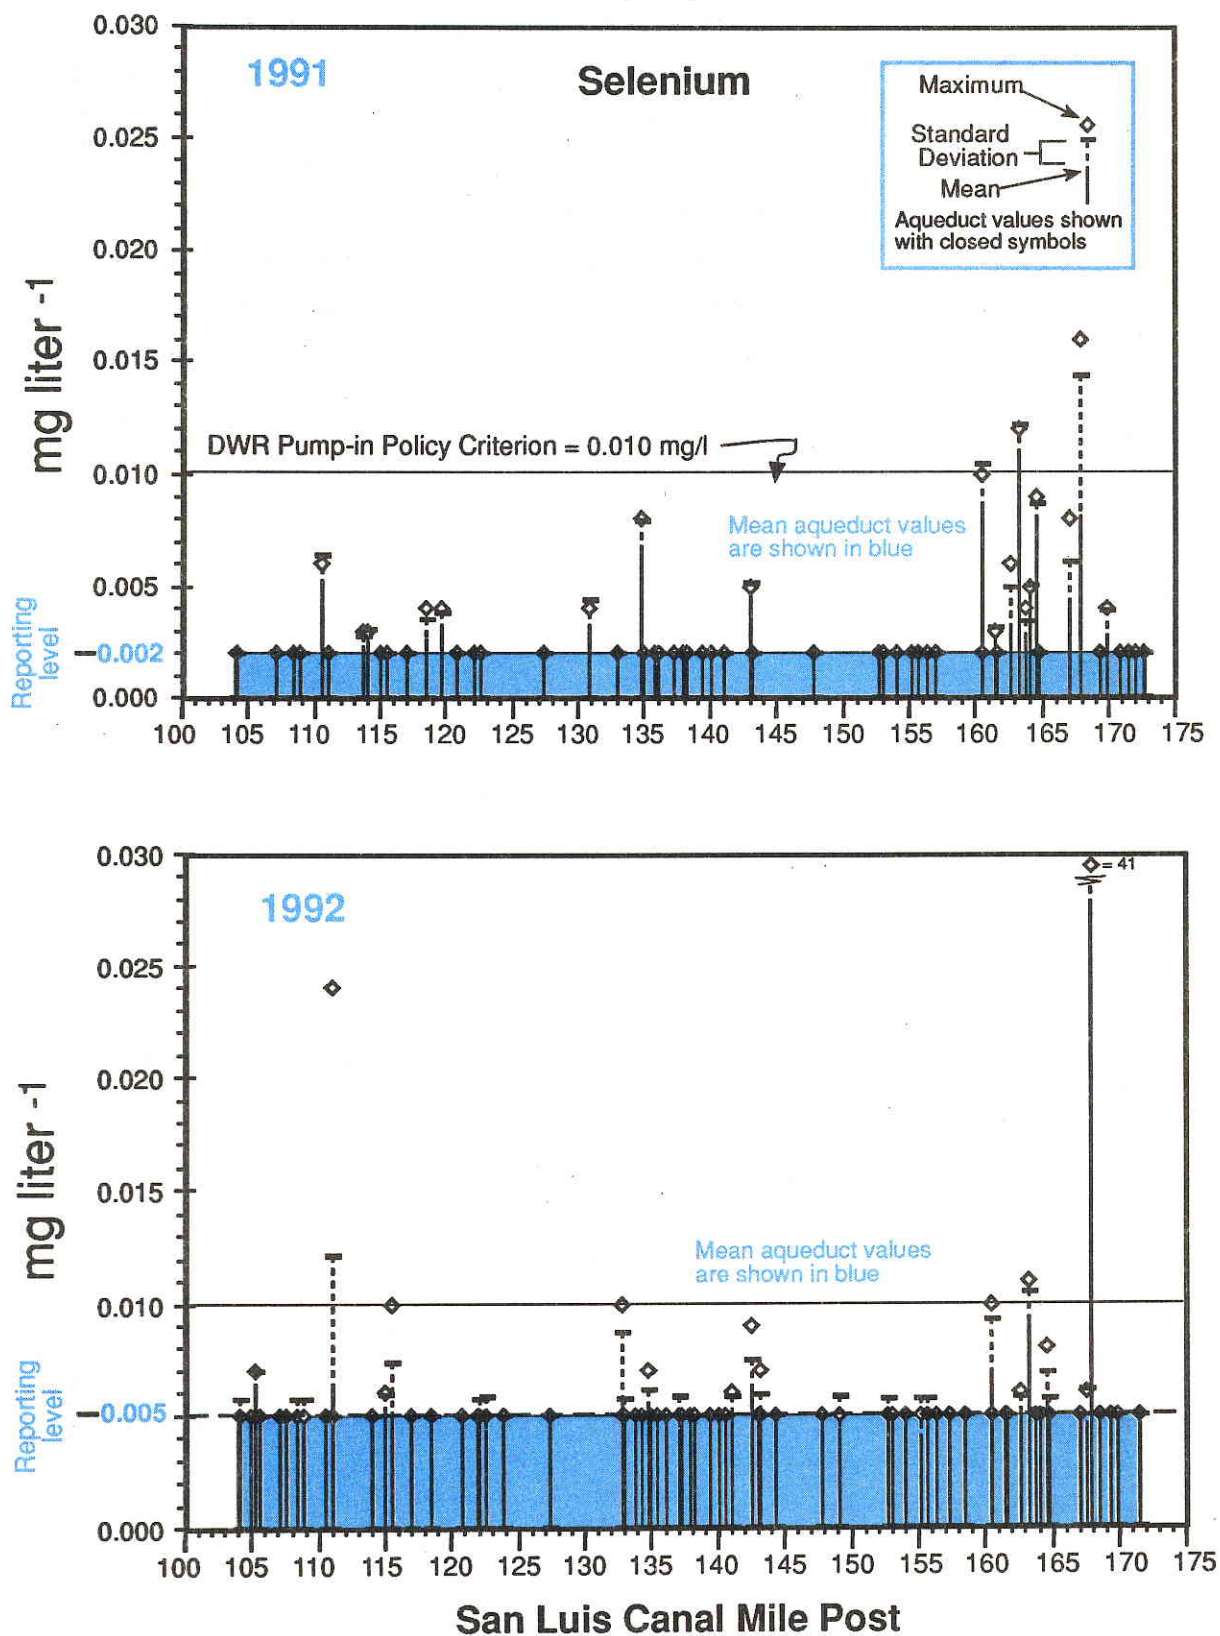 0.030
1991
Selenium
Maximum
Standard
Deviation
Mean
Aqueduct values shown
with closed symbols
0.025
0.020
0.015
DWR Pump-in Policy Criterion = 0.010 mg/l
0.010
Mean aqueduct values
are shown in blue
0.005
0.002
0.000
mg liter -1
Reporting
level
100 105 110 115 120 125 130 135 140 145 150 155 160 165 170 175
0.030
= 41
1992
0.025
0.020
0.015
Mean aqueduct values
are shown in blue
0.010
0.005
0.000
mg liter -1
Reporting
level
100 105 110 115 120 125 130 135 140 145 150 155 160 165 170 175
San Luis Canal Mile Post